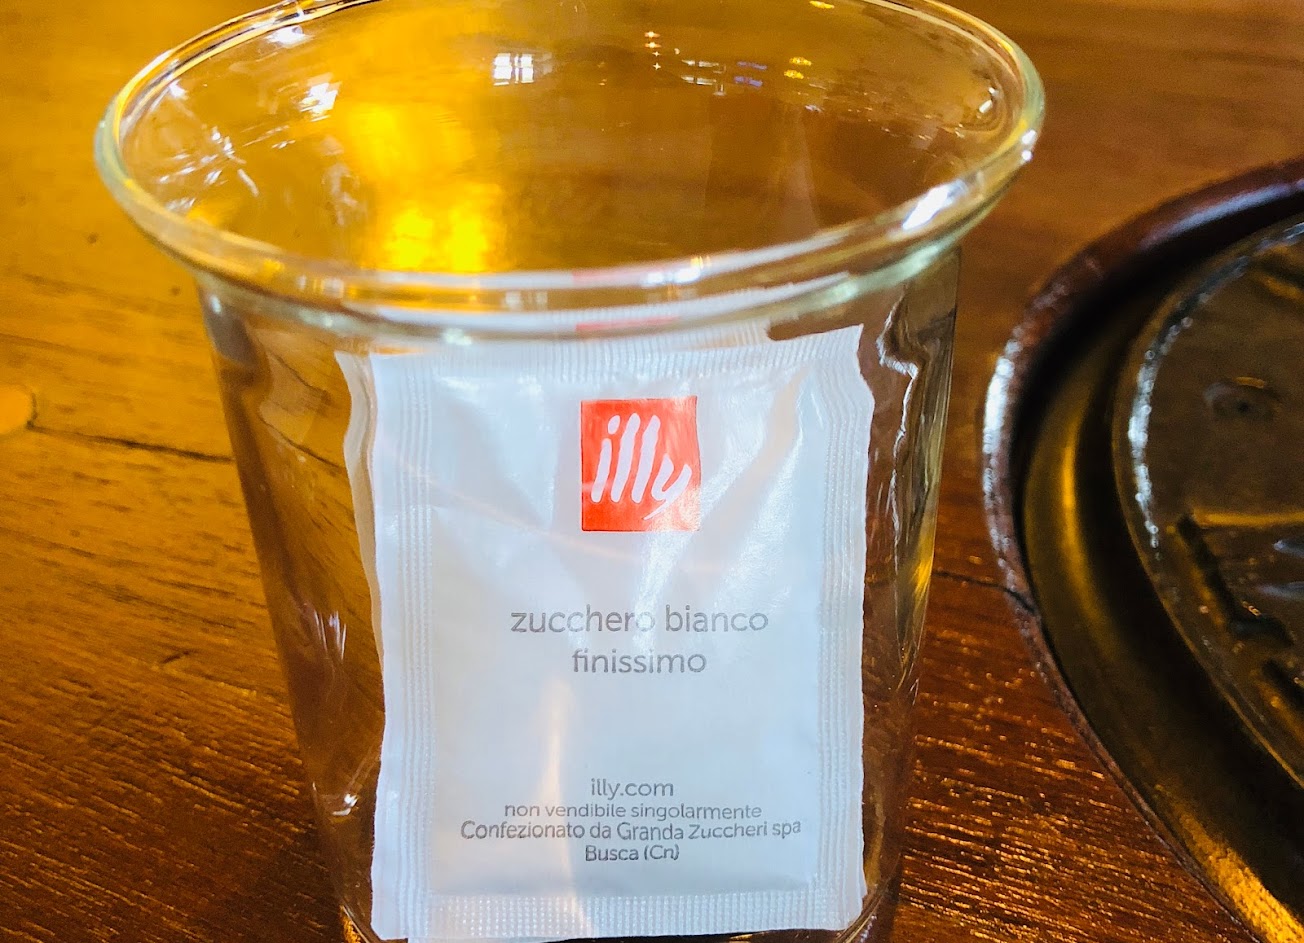 illy
zucchero bianco
finissimo
illy.com
non vendibile singolarmente
Confezionato da Granda Zuccheri spa
Busca (Cn)